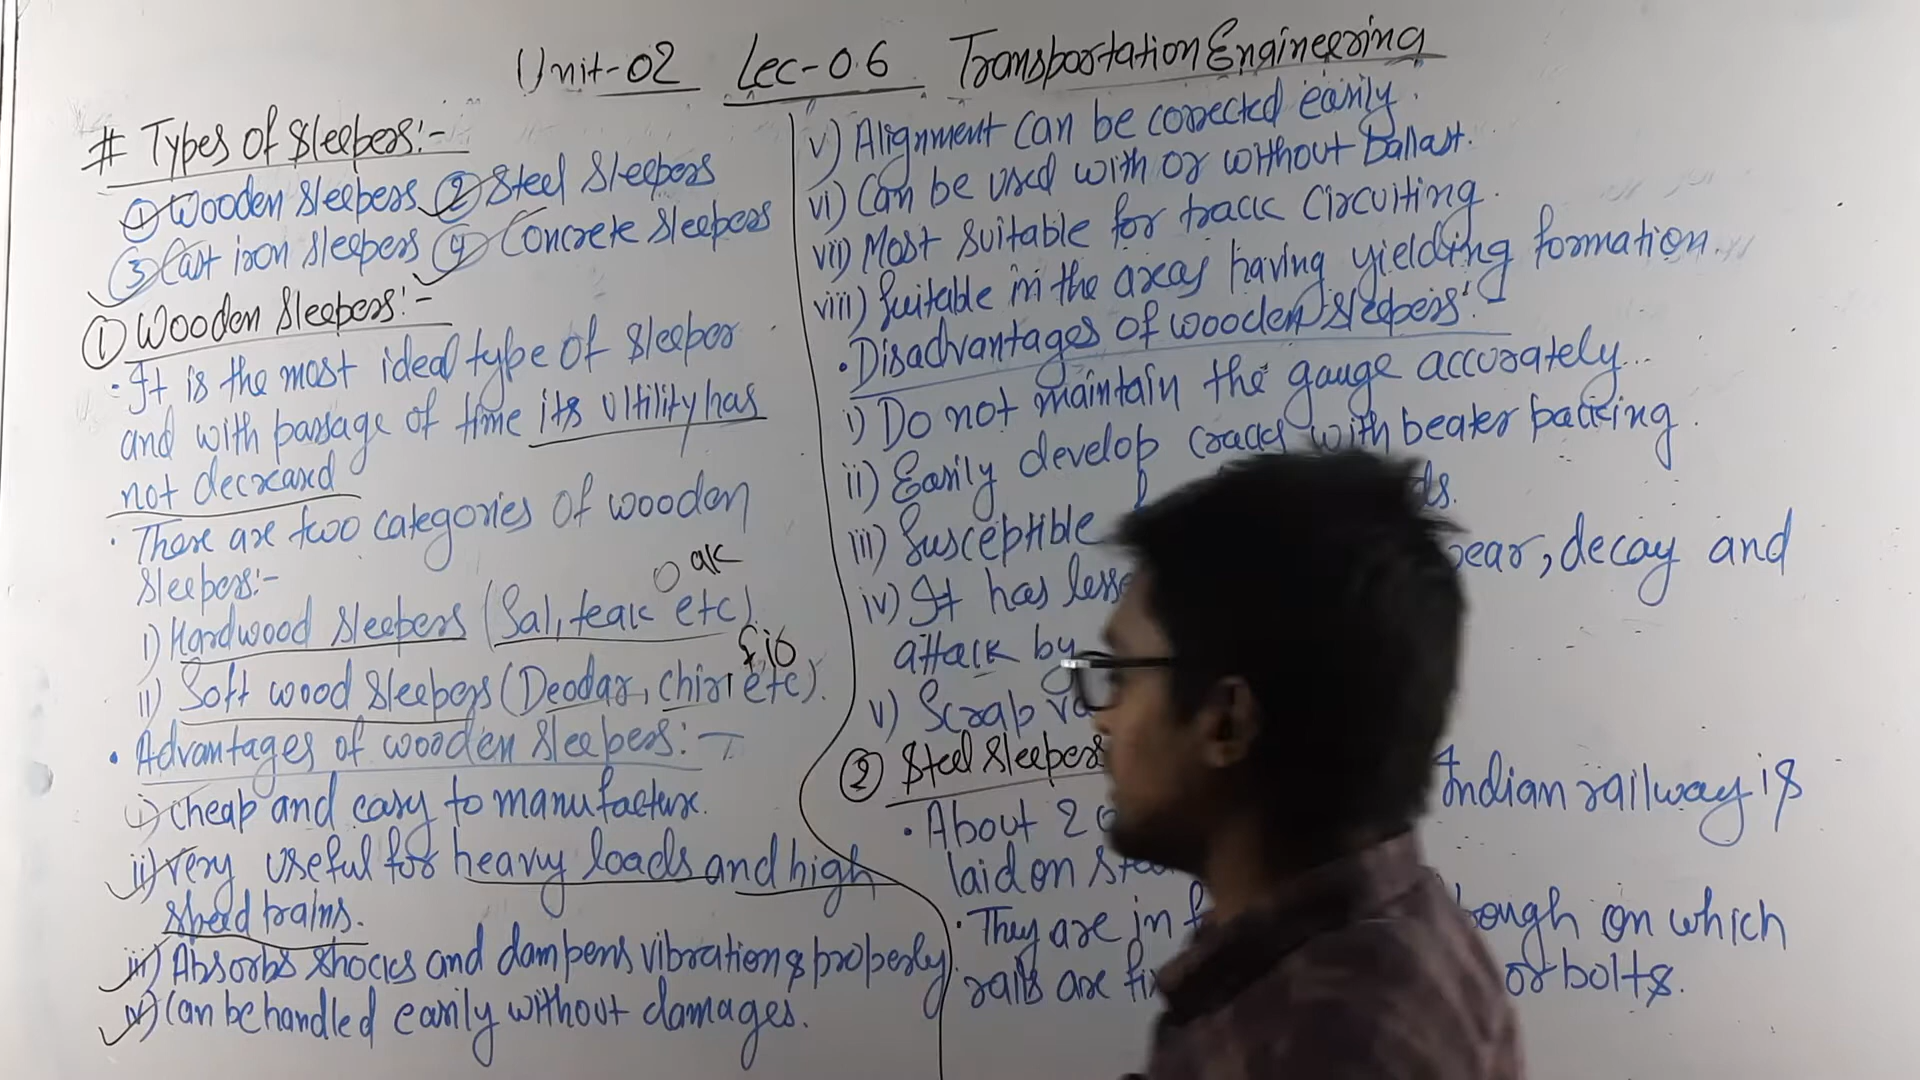 Unit-02 Lec-06 Transportation Engineering
# Types of Sleepers:-
① Wooden Sleepers ② Steel Sleepers
③ Cast iron Sleepers ④ Concrete Sleepers
① Wooden Sleepers:-
• It is the most ideal type of Sleeper
and with passage of time its Utility has
not decreased
• There are two categories of wooden
Sleepers:-
Oak
i) Hardwood Sleepers (Sal, teak etc)
fir
ii) Soft wood Sleepers (Deodar, chir etc).
• Advantages of wooden Sleepers:-
i) cheap and easy to manufacture.
ii) very useful for heavy loads and high
speed trains.
iii) Absorbs shocks and dampens vibrations properly.
iv) Can be handled easily without damages.
v) Alignment can be corrected easily.
vi) Can be used with or without ballast.
vii) Most Suitable for track Circuiting.
viii) Suitable in the areas having yielding formation.
• Disadvantages of wooden Sleepers:-
i) Do not maintain the gauge accurately..
ii) Easily develop cracks with beater packing.
iii) Susceptible
iv) It has decay and
attack by
v) Scrap
② Steel Sleepers
• About 2 Indian railway is
laid on
• They are in on which
rails are or bolts.